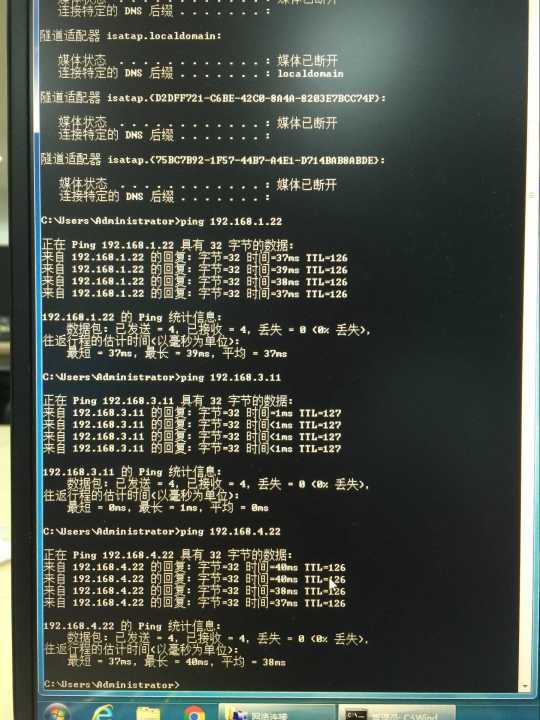 媒体状态 . . . . . . . . . . . . : 媒体已断开
连接特定的 DNS 后缀 . . . . . . . :
隧道适配器 isatap.localdomain:
媒体状态 . . . . . . . . . . . . : 媒体已断开
连接特定的 DNS 后缀 . . . . . . . : localdomain
隧道适配器 isatap.{D2DFF721-C6BE-42C0-8A4A-8203E7BCC74F}:
媒体状态 . . . . . . . . . . . . : 媒体已断开
连接特定的 DNS 后缀 . . . . . . . :
隧道适配器 isatap.{75BC7B92-1F57-44B7-A4E1-D714BAB8ABDE}:
媒体状态 . . . . . . . . . . . . : 媒体已断开
连接特定的 DNS 后缀 . . . . . . . :
C:\Users\Administrator>ping 192.168.1.22
正在 Ping 192.168.1.22 具有 32 字节的数据:
来自 192.168.1.22 的回复: 字节=32 时间=37ms TTL=126
来自 192.168.1.22 的回复: 字节=32 时间=39ms TTL=126
来自 192.168.1.22 的回复: 字节=32 时间=38ms TTL=126
来自 192.168.1.22 的回复: 字节=32 时间=37ms TTL=126
192.168.1.22 的 Ping 统计信息:
数据包: 已发送 = 4，已接收 = 4，丢失 = 0 (0% 丢失)，
往返行程的估计时间(以毫秒为单位):
最短 = 37ms，最长 = 39ms，平均 = 37ms
C:\Users\Administrator>ping 192.168.3.11
正在 Ping 192.168.3.11 具有 32 字节的数据:
来自 192.168.3.11 的回复: 字节=32 时间=1ms TTL=127
来自 192.168.3.11 的回复: 字节=32 时间<1ms TTL=127
来自 192.168.3.11 的回复: 字节=32 时间<1ms TTL=127
来自 192.168.3.11 的回复: 字节=32 时间<1ms TTL=127
192.168.3.11 的 Ping 统计信息:
数据包: 已发送 = 4，已接收 = 4，丢失 = 0 (0% 丢失)，
往返行程的估计时间(以毫秒为单位):
最短 = 0ms，最长 = 1ms，平均 = 0ms
C:\Users\Administrator>ping 192.168.4.22
正在 Ping 192.168.4.22 具有 32 字节的数据:
来自 192.168.4.22 的回复: 字节=32 时间=40ms TTL=126
来自 192.168.4.22 的回复: 字节=32 时间=40ms TTL=126
来自 192.168.4.22 的回复: 字节=32 时间=38ms TTL=126
来自 192.168.4.22 的回复: 字节=32 时间=37ms TTL=126
192.168.4.22 的 Ping 统计信息:
数据包: 已发送 = 4，已接收 = 4，丢失 = 0 (0% 丢失)，
往返行程的估计时间(以毫秒为单位):
最短 = 37ms，最长 = 40ms，平均 = 38ms
C:\Users\Administrator>
网络连接
管理员: C:\Wind...